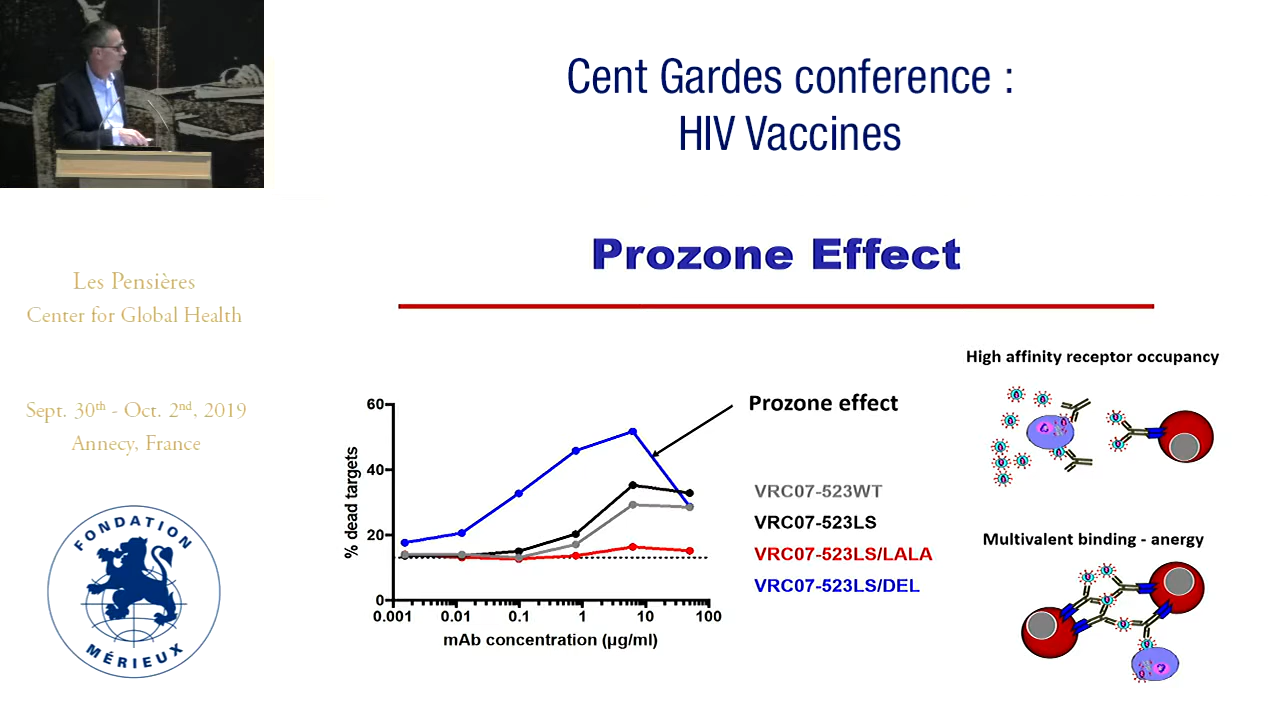 Cent Gardes conference :
HIV Vaccines
Les Pensières
Center for Global Health
Sept. 30th - Oct. 2nd, 2019
Annecy, France
FONDATION
MÉRIEUX
Prozone Effect
% dead targets
60
40
20
0
0.001
0.01
0.1
1
10
100
mAb concentration (µg/ml)
Prozone effect
VRC07-523WT
VRC07-523LS
VRC07-523LS/LALA
VRC07-523LS/DEL
High affinity receptor occupancy
Multivalent binding - anergy